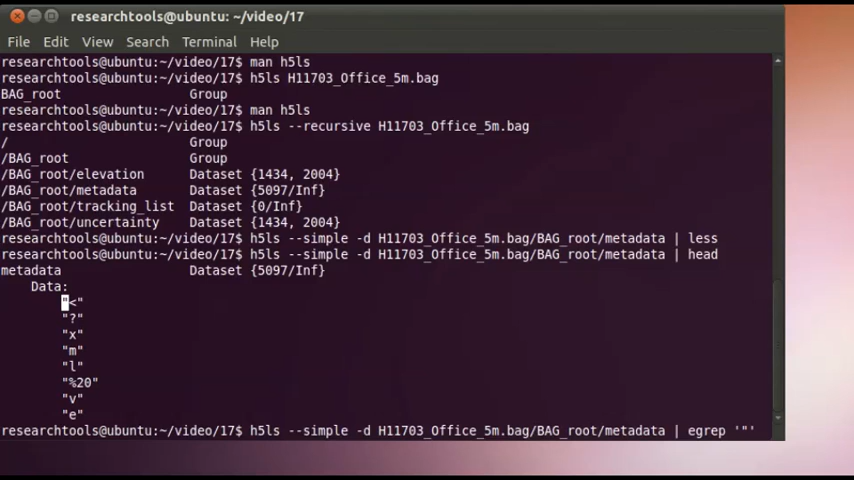 researchtools@ubuntu: ~/video/17
File Edit View Search Terminal Help
researchtools@ubuntu:~/video/17$ man h5ls
researchtools@ubuntu:~/video/17$ h5ls H11703_Office_5m.bag
BAG_root                 Group
researchtools@ubuntu:~/video/17$ man h5ls
researchtools@ubuntu:~/video/17$ h5ls --recursive H11703_Office_5m.bag
/                        Group
/BAG_root                Group
/BAG_root/elevation      Dataset {1434, 2004}
/BAG_root/metadata       Dataset {5097/Inf}
/BAG_root/tracking_list  Dataset {0/Inf}
/BAG_root/uncertainty    Dataset {1434, 2004}
researchtools@ubuntu:~/video/17$ h5ls --simple -d H11703_Office_5m.bag/BAG_root/metadata | less
researchtools@ubuntu:~/video/17$ h5ls --simple -d H11703_Office_5m.bag/BAG_root/metadata | head
metadata                 Dataset {5097/Inf}
    Data:
        "<"
        "?"
        "x"
        "m"
        "l"
        "%20"
        "v"
        "e"
researchtools@ubuntu:~/video/17$ h5ls --simple -d H11703_Office_5m.bag/BAG_root/metadata | egrep '"'